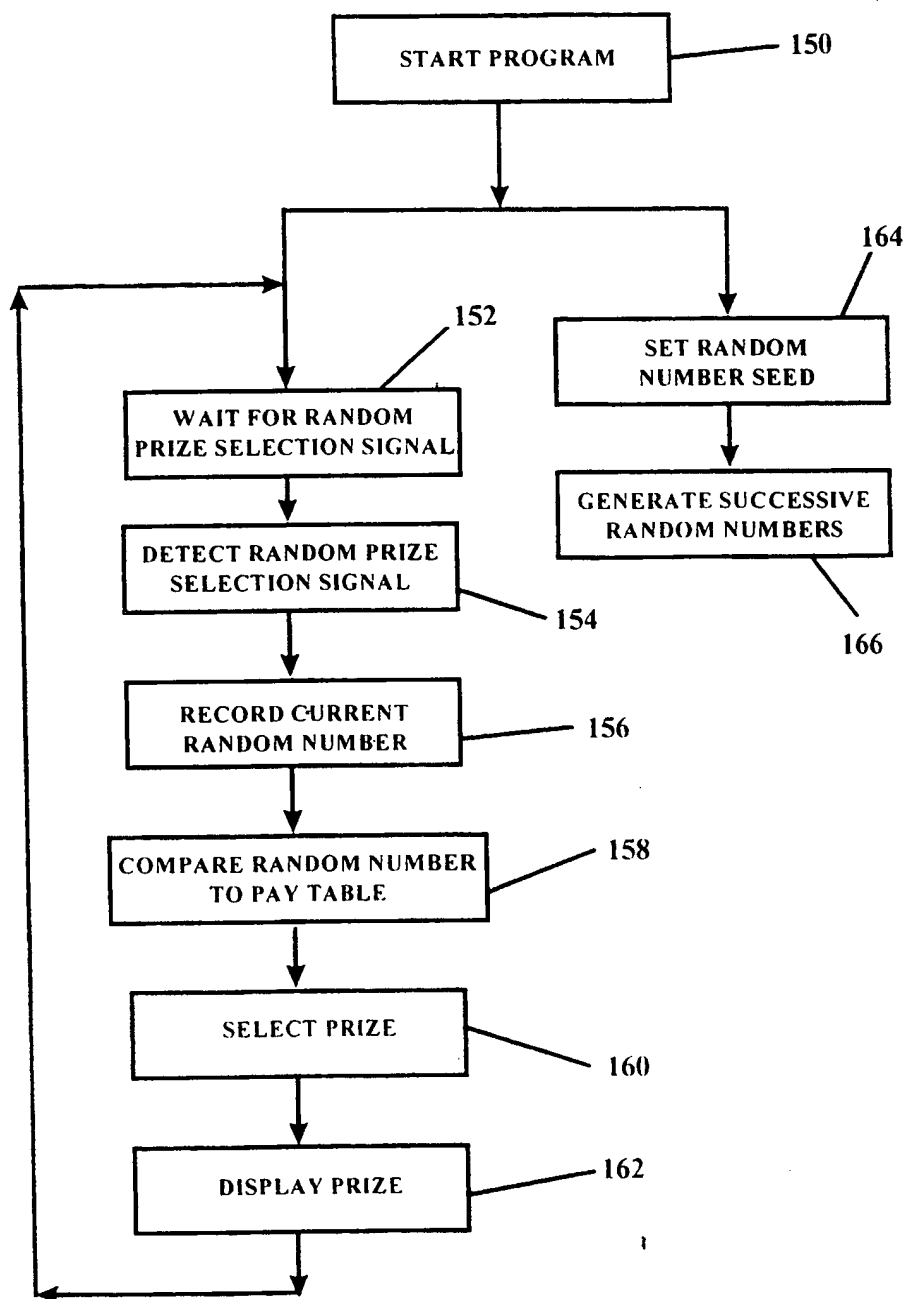 START PROGRAM
150
164
152
SET RANDOM
NUMBER SEED
WAIT FOR RANDOM
PRIZE SELECTION SIGNAL
GENERATE SUCCESSIVE
RANDOM NUMBERS
DETECT RANDOM PRIZE
SELECTION SIGNAL
154
166
RECORD CURRENT
RANDOM NUMBER
156
COMPARE RANDOM NUMBER
TO PAY TABLE
158
SELECT PRIZE
160
DISPLAY PRIZE
162